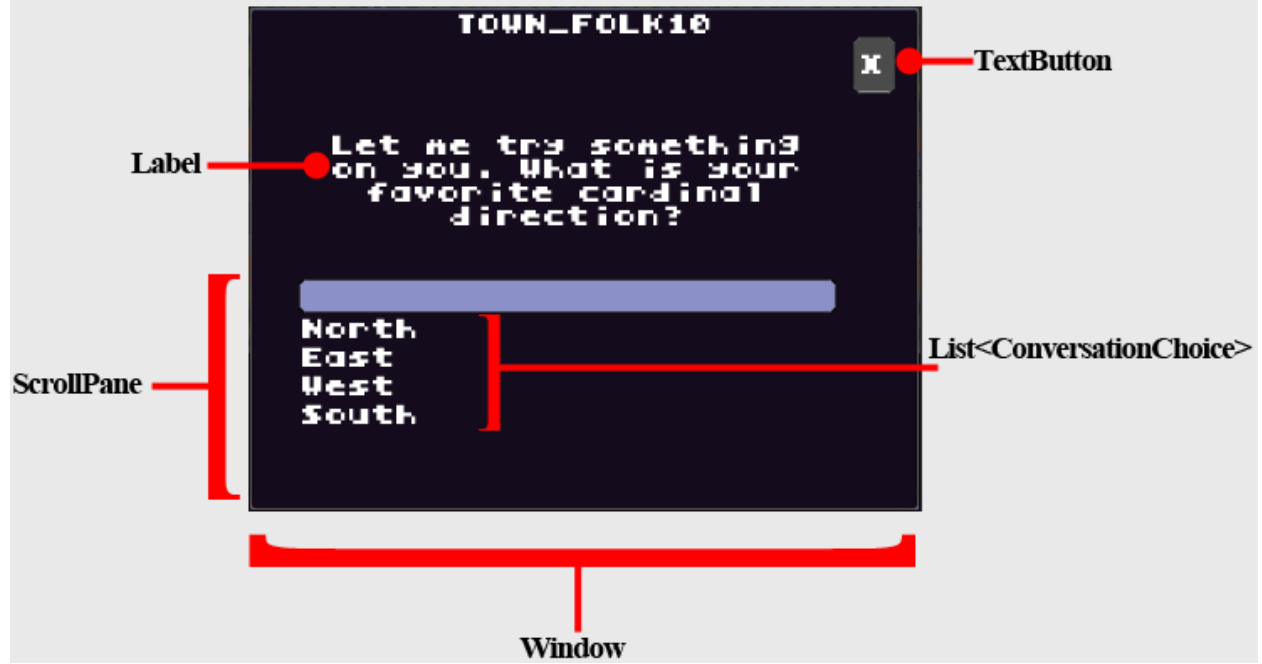 TOWN_FOLK10
X
TextButton
Let me try something
on you. What is your
favorite cardinal
direction?
Label
North
East
West
South
List<ConversationChoice>
ScrollPane
Window